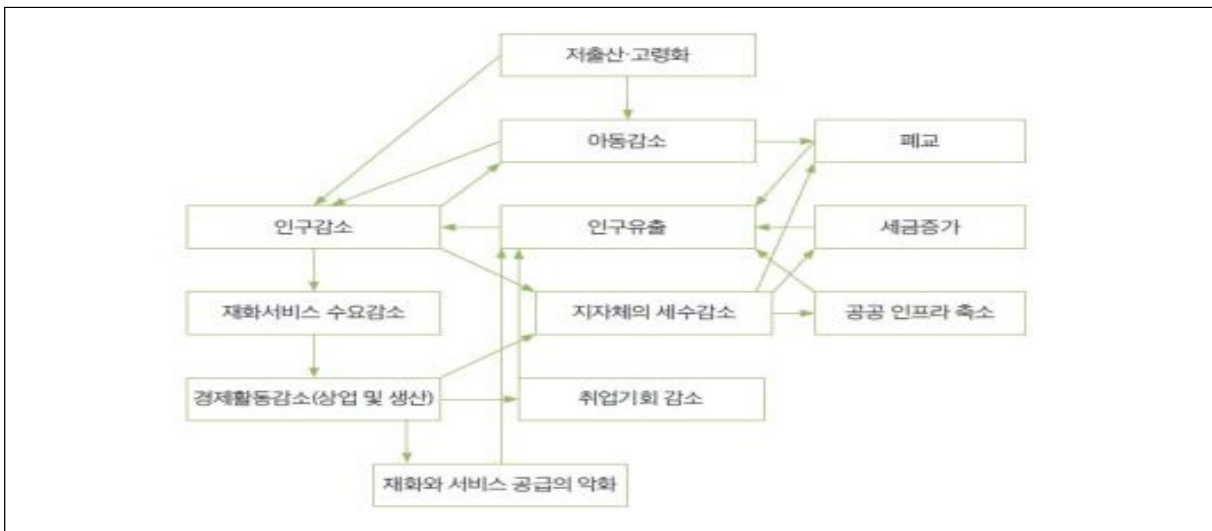 저출산·고령화
아동감소
폐교
인구감소
인구유출
세금증가
재화서비스 수요감소
지자체의 세수감소
공공 인프라 축소
경제활동감소(상업 및 생산)
취업기회 감소
재화와 서비스 공급의 악화